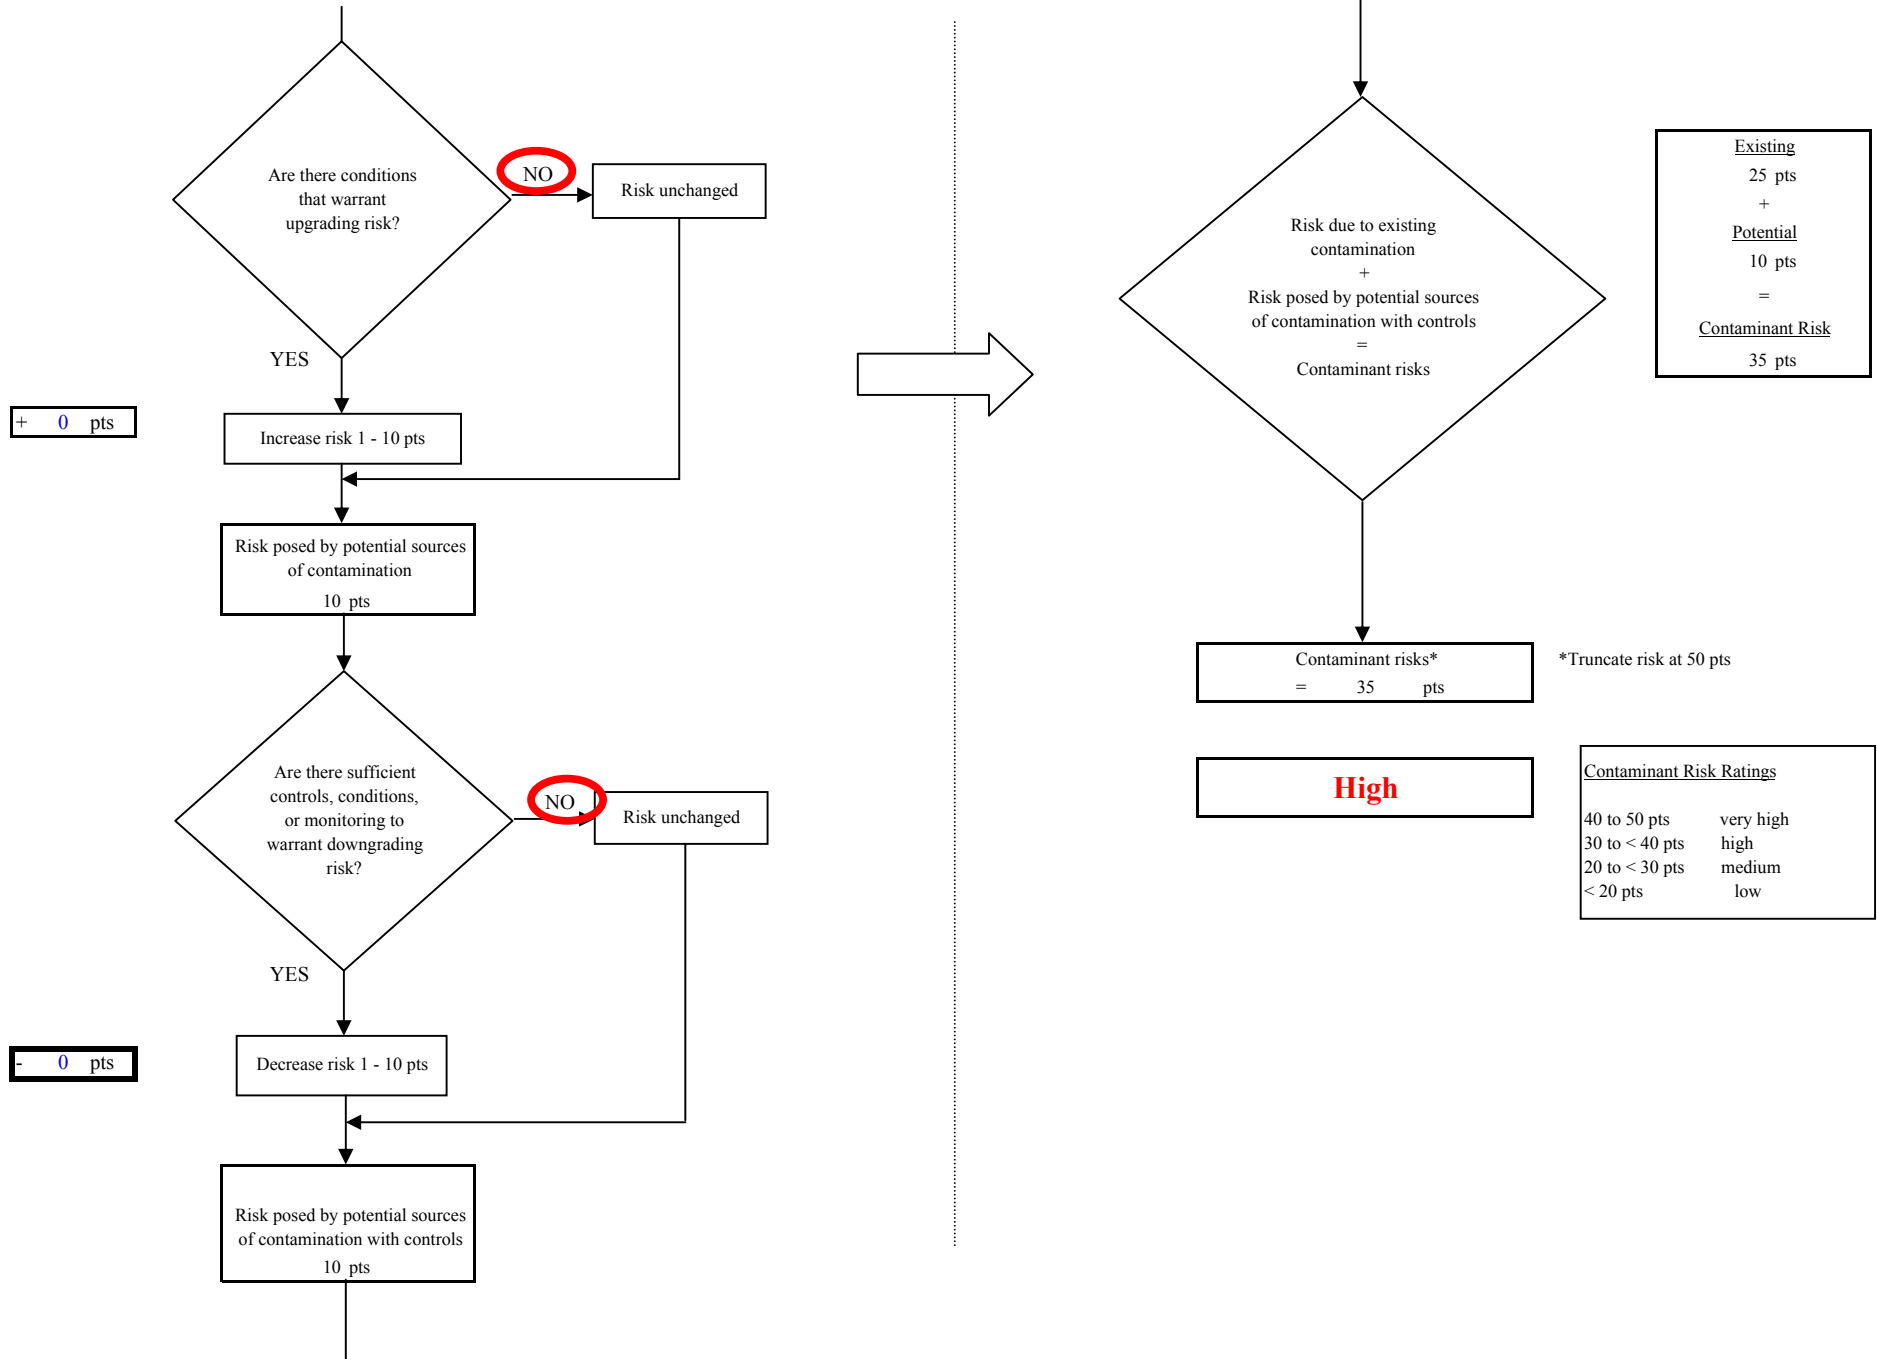 Are there conditions
that warrant
upgrading risk?
NO
Risk unchanged
YES
+ 0 pts
Increase risk 1 - 10 pts
Risk posed by potential sources
of contamination
10 pts
Are there sufficient
controls, conditions,
or monitoring to
warrant downgrading
risk?
NO
Risk unchanged
YES
- 0 pts
Decrease risk 1 - 10 pts
Risk posed by potential sources
of contamination with controls
10 pts
Risk due to existing
contamination
+
Risk posed by potential sources
of contamination with controls
=
Contaminant risks
Existing
25 pts
+
Potential
10 pts
=
Contaminant Risk
35 pts
Contaminant risks*
= 35 pts
*Truncate risk at 50 pts
High
Contaminant Risk Ratings
40 to 50 pts very high
30 to < 40 pts high
20 to < 30 pts medium
< 20 pts low